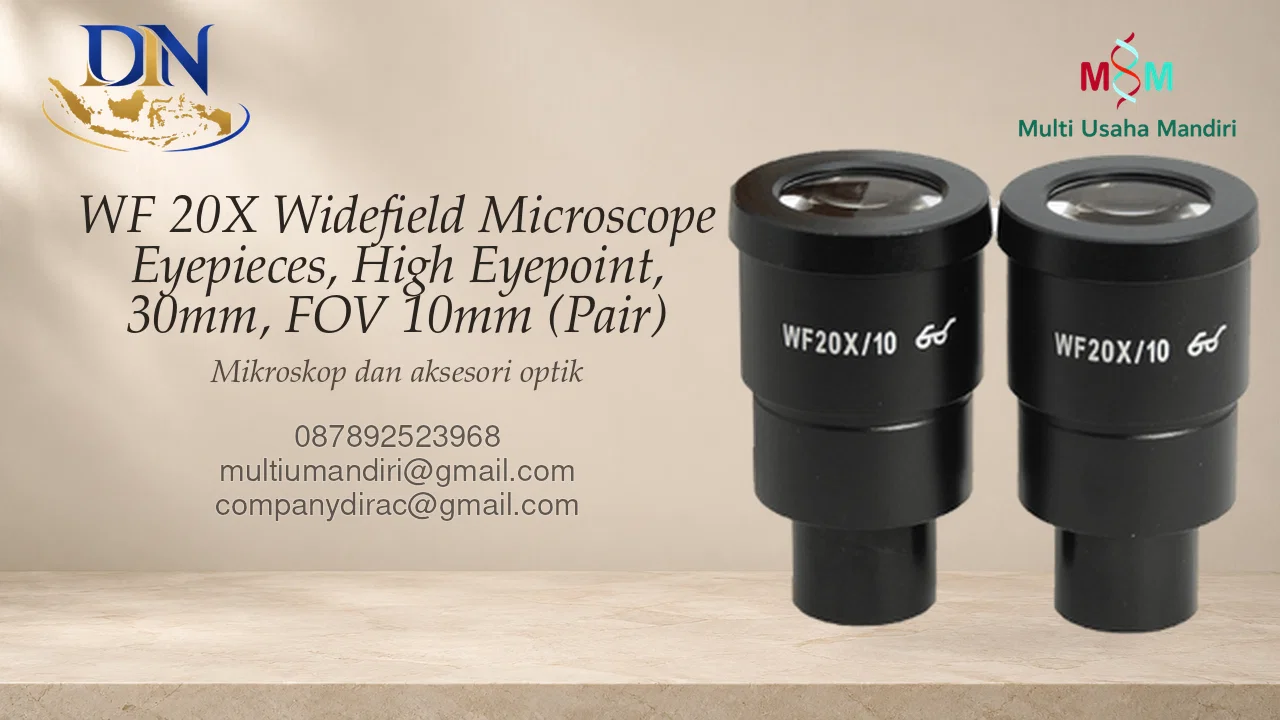 DN
M M
Multi Usaha Mandiri
WF 20X Widefield Microscope
Eyepieces, High Eyepoint,
30mm, FOV 10mm (Pair)
Mikroskop dan aksesori optik
087892523968
multiumandiri@gmail.com
companydirac@gmail.com
WF20X/10
WF20X/10